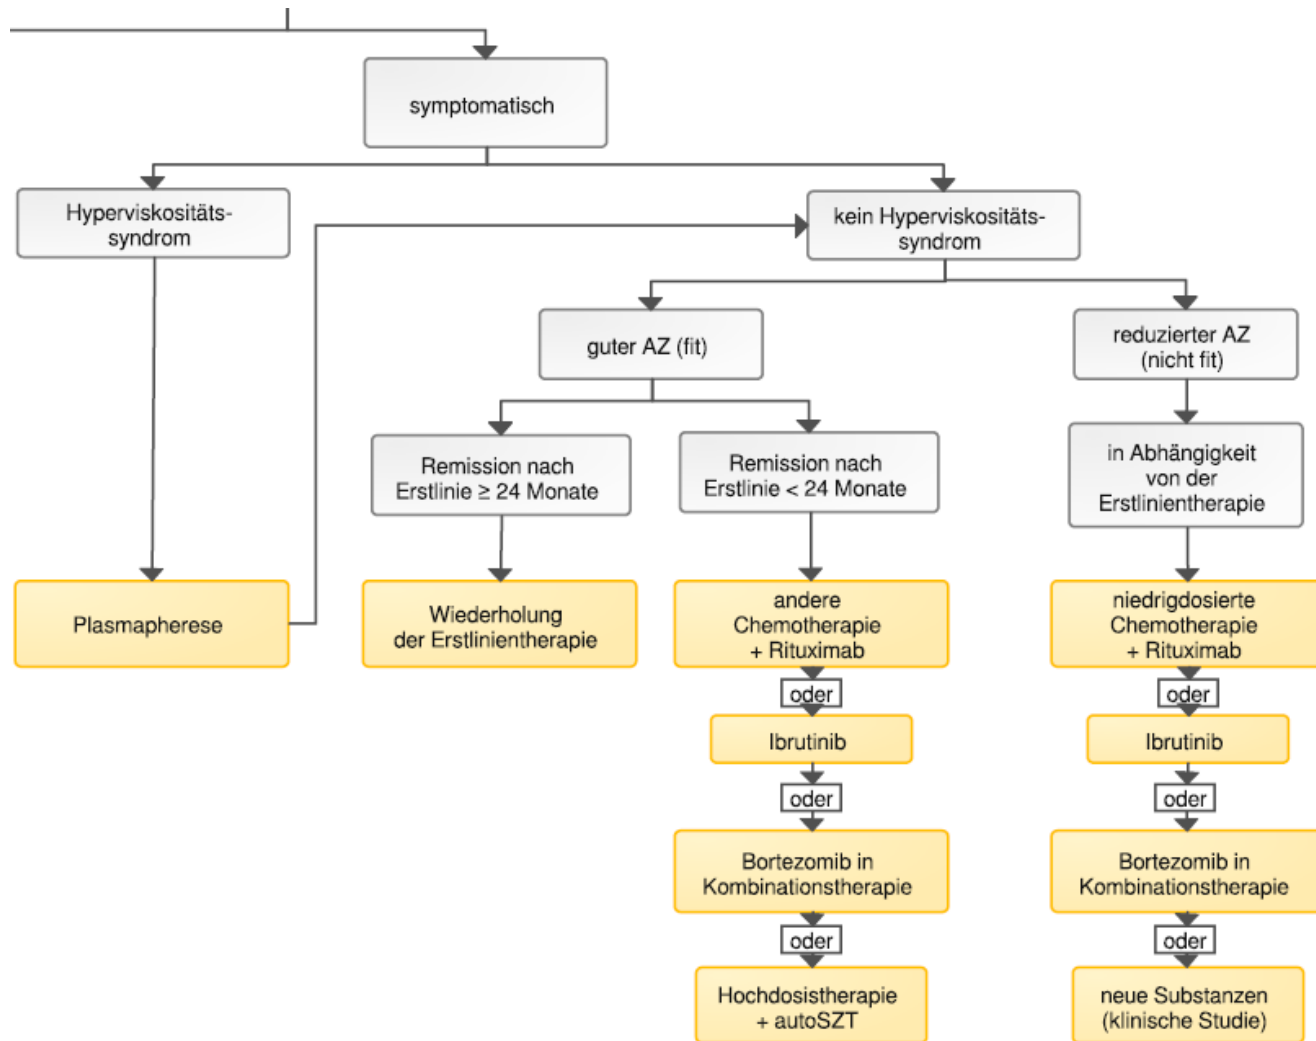 symptomatisch
Hyperviskositäts-
syndrom
kein Hyperviskositäts-
syndrom
guter AZ (fit)
reduzierter AZ
(nicht fit)
Remission nach
Erstlinie ≥ 24 Monate
Remission nach
Erstlinie < 24 Monate
in Abhängigkeit
von der
Erstlinientherapie
Plasmapherese
Wiederholung
der Erstlinientherapie
andere
Chemotherapie
+ Rituximab
niedrigdosierte
Chemotherapie
+ Rituximab
oder
oder
Ibrutinib
Ibrutinib
oder
oder
Bortezomib in
Kombinationstherapie
Bortezomib in
Kombinationstherapie
oder
oder
Hochdosistherapie
+ autoSZT
neue Substanzen
(klinische Studie)